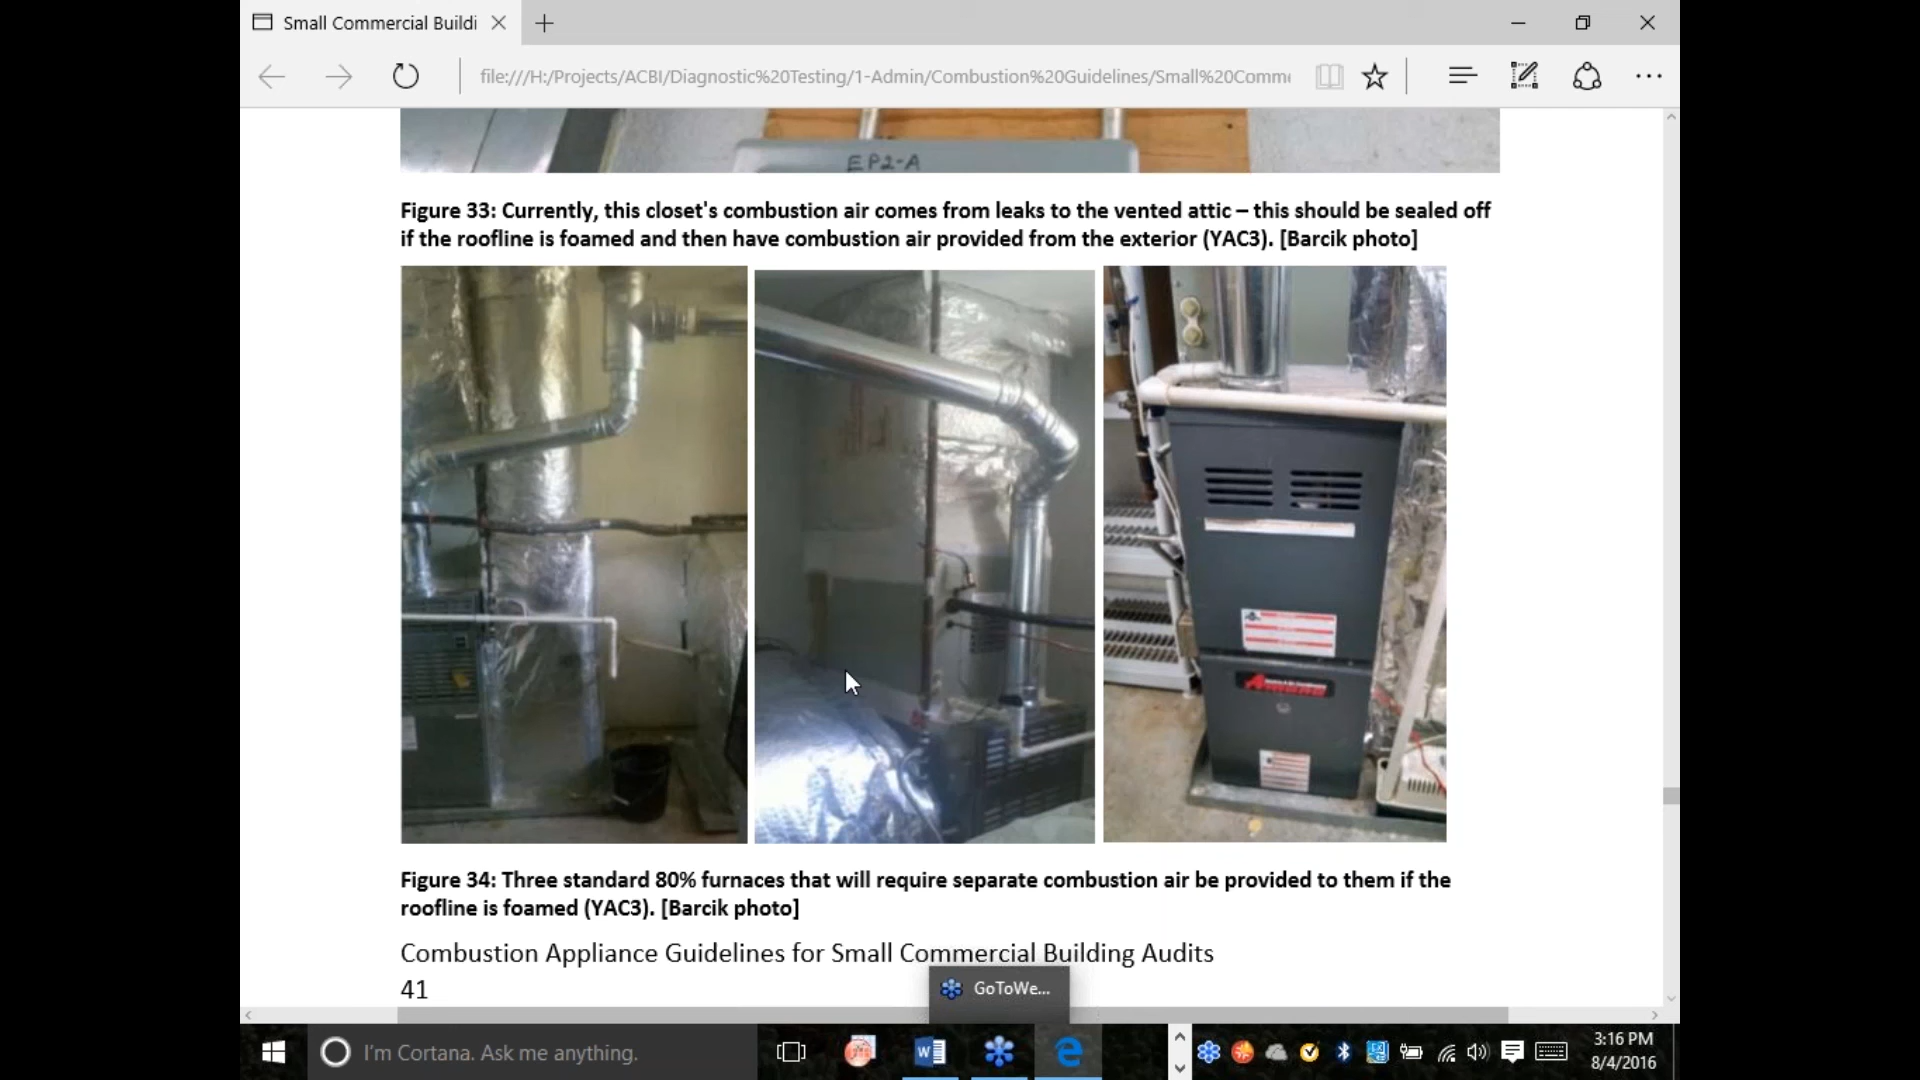 Small Commercial Buildi
file:///H:/Projects/ACBI/Diagnostic%20Testing/1-Admin/Combustion%20Guidelines/Small%20Comme
EP2-A
Figure 33: Currently, this closet's combustion air comes from leaks to the vented attic – this should be sealed off
if the roofline is foamed and then have combustion air provided from the exterior (YAC3). [Barcik photo]
Figure 34: Three standard 80% furnaces that will require separate combustion air be provided to them if the
roofline is foamed (YAC3). [Barcik photo]
Combustion Appliance Guidelines for Small Commercial Building Audits
41
GoToWe...
I'm Cortana. Ask me anything.
3:16 PM
8/4/2016